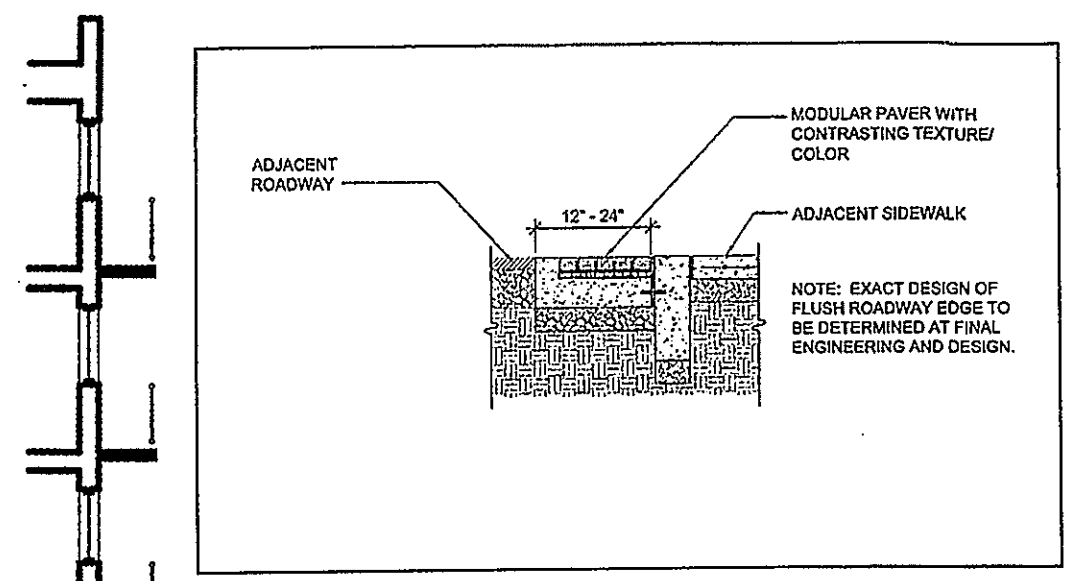 MODULAR PAVER WITH
CONTRASTING TEXTURE/
COLOR
ADJACENT
ROADWAY
12" - 24"
ADJACENT SIDEWALK
NOTE: EXACT DESIGN OF
FLUSH ROADWAY EDGE TO
BE DETERMINED AT FINAL
ENGINEERING AND DESIGN.